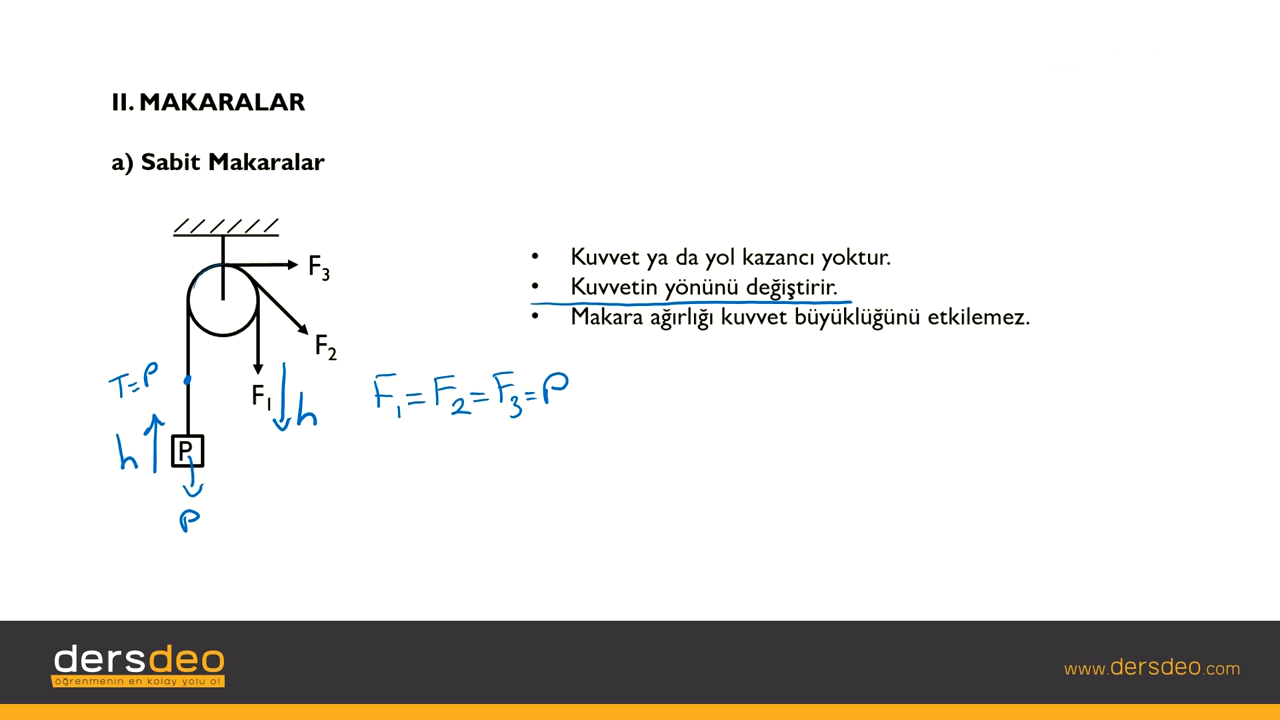 II. MAKARALAR
a) Sabit Makaralar
F3
F2
F1
• Kuvvet ya da yol kazancı yoktur.
• Kuvvetin yönünü değiştirir.
• Makara ağırlığı kuvvet büyüklüğünü etkilemez.
T=P
h
h
P
P
F1=F2=F3=P
dersdeo
öğrenmenin en kolay yolu o!
www.dersdeo.com